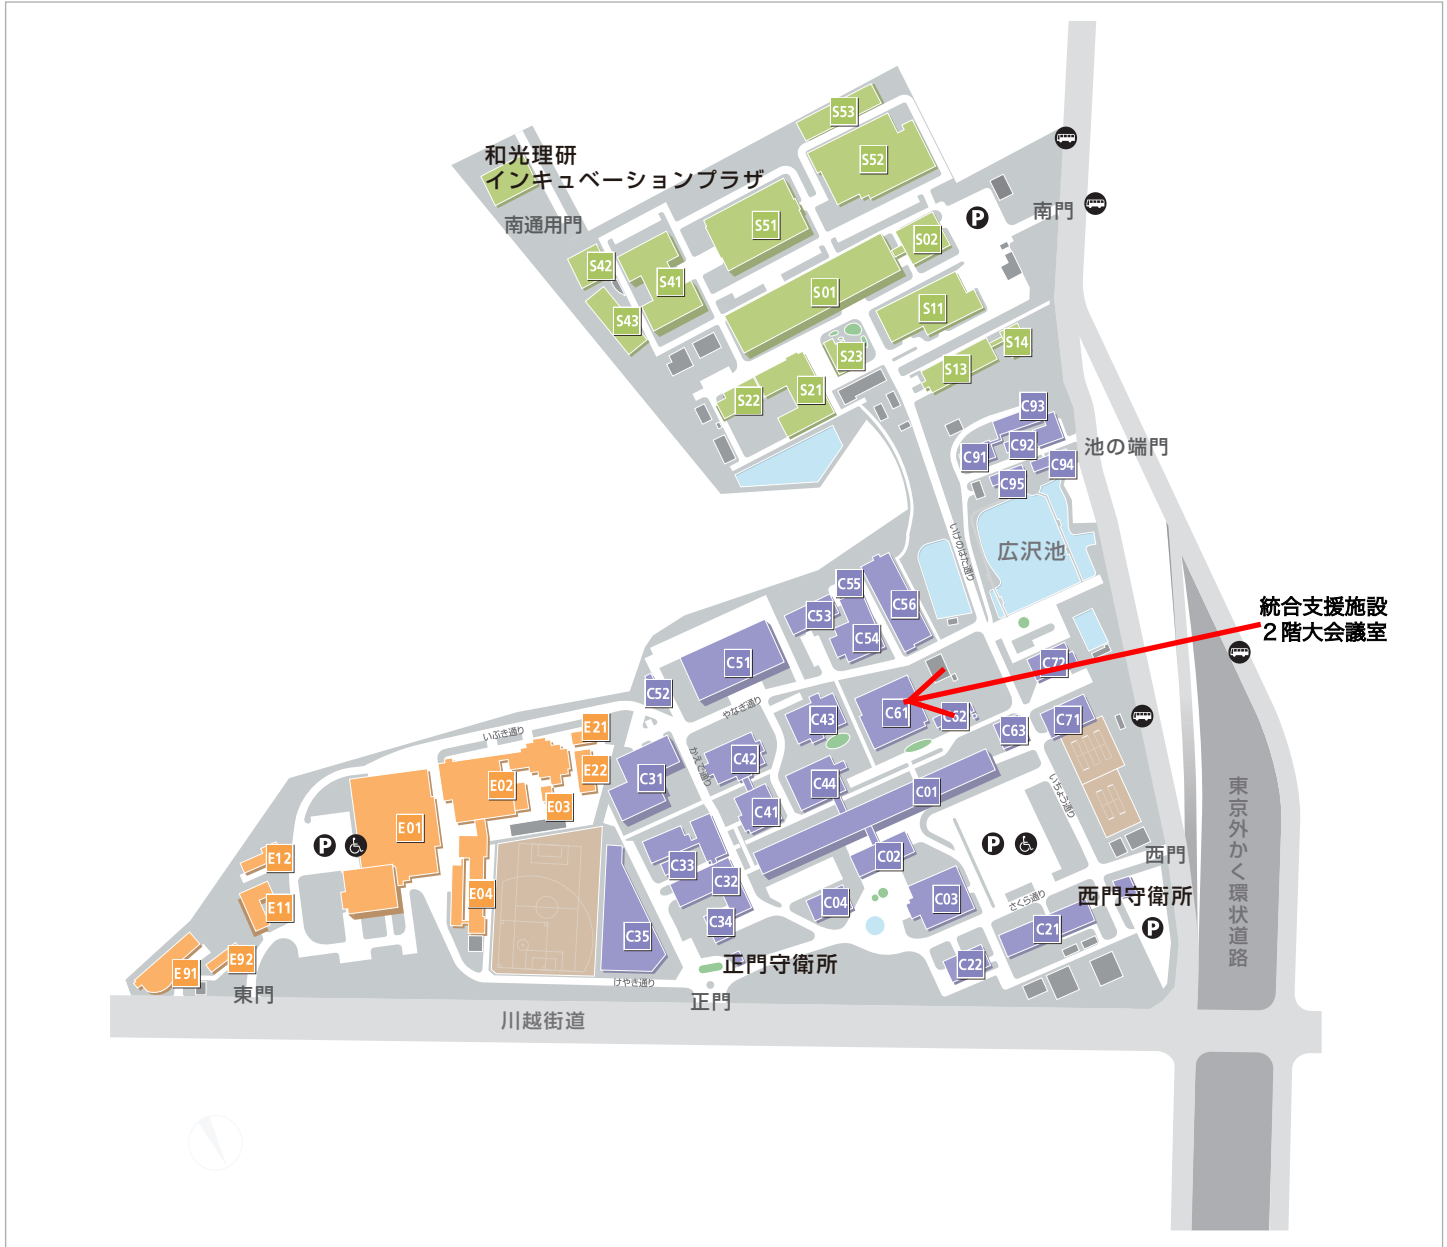 S53
S52
和光理研
インキュベーションプラザ
南通用門
南門
S51
S02
S42
S41
S01
S11
S43
S14
S23
S13
S21
S22
C93
C92
池の端門
C91
C94
C95
いけのはた通り
広沢池
C55
C56
C53
C54
統合支援施設
２階大会議室
C51
C72
C52
やなぎ通り
C61
C62
C43
C71
C63
E21
いぶき通り
かえで通り
C42
E22
C31
E02
C44
C01
いちょう通り
E03
C41
東京外かく環状道路
E01
P
P
西門
E12
C33
C02
C32
西門守衛所
E04
C03
さくら通り
C04
E11
C34
C21
P
C35
E92
正門守衛所
C22
E91
けやき通り
東門
正門
川越街道
P